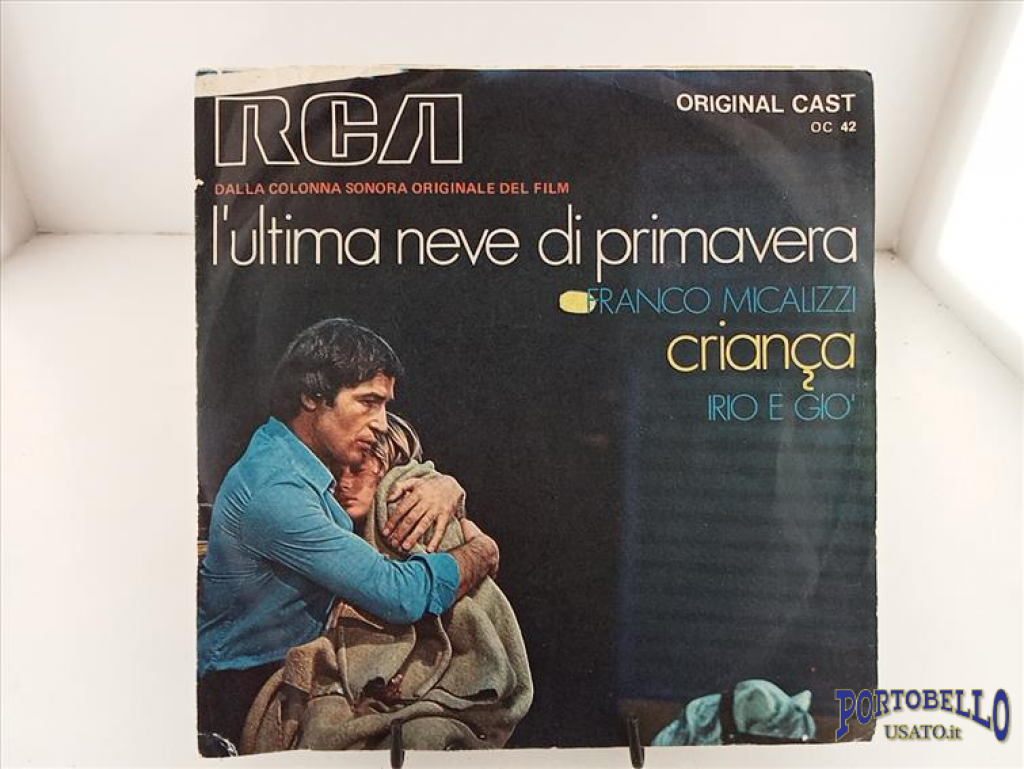 RCA
ORIGINAL CAST
OC 42
DALLA COLONNA SONORA ORIGINALE DEL FILM
l'ultima neve di primavera
FRANCO MICALIZZI
criança
IRIO E GIO'
PORTOBELLO
USATO.it